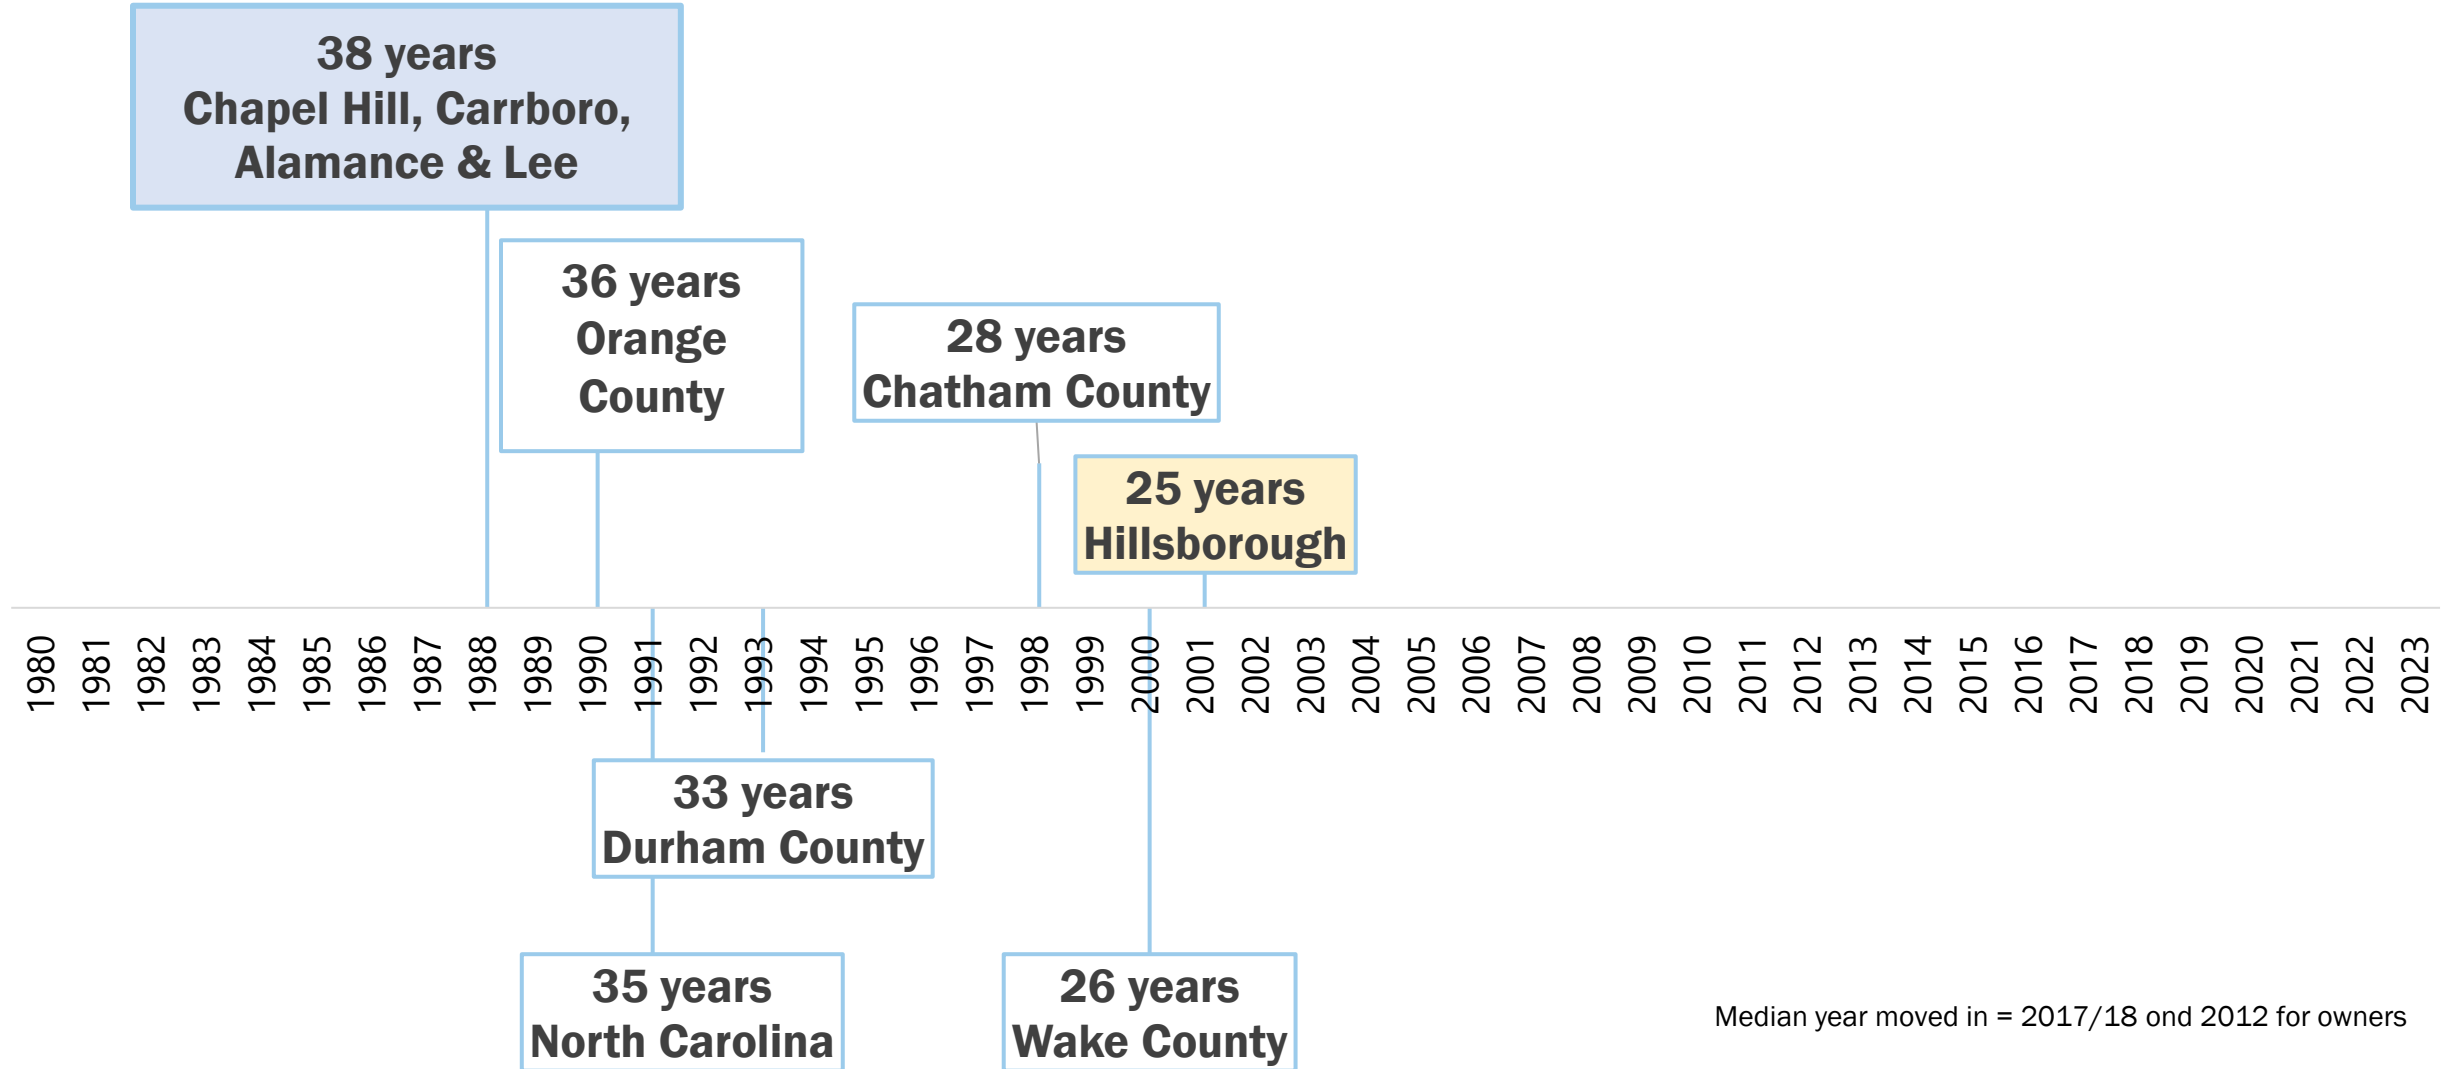 38 years
Chapel Hill, Carrboro,
Alamance & Lee
36 years
Orange
County
28 years
Chatham County
25 years
Hillsborough
1980 1981 1982 1983 1984 1985 1986 1987 1988 1989 1990 1991 1992 1993 1994 1995 1996 1997 1998 1999 2000 2001 2002 2003 2004 2005 2006 2007 2008 2009 2010 2011 2012 2013 2014 2015 2016 2017 2018 2019 2020 2021 2022 2023
33 years
Durham County
35 years
North Carolina
26 years
Wake County
Median year moved in = 2017/18 ond 2012 for owners